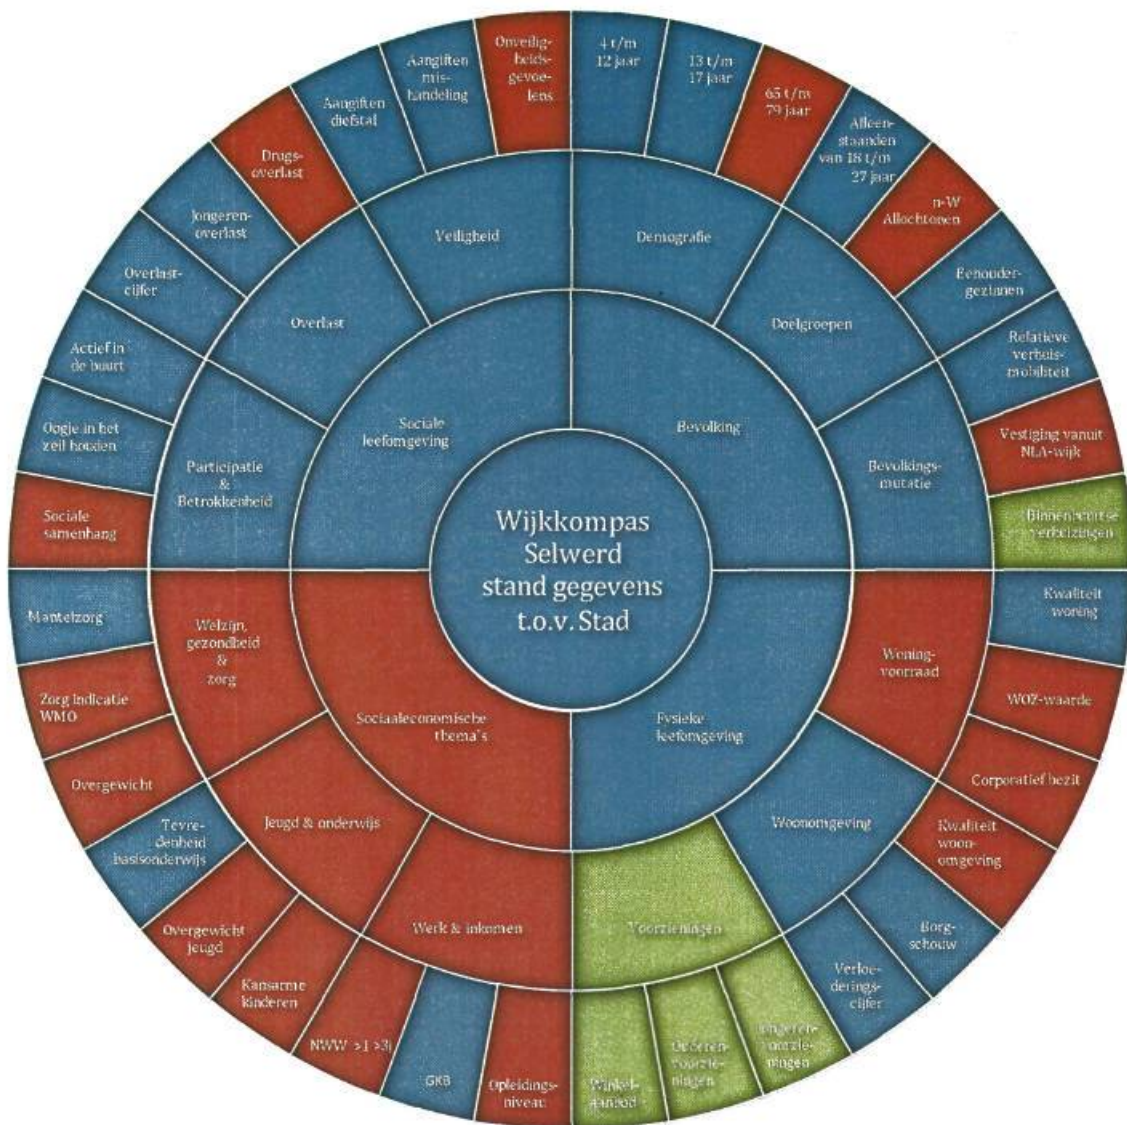 Wijkkompas
Selwerd
stand gegevens
t.o.v. Stad
Bevolking
Fysieke
leefomgeving
Sociaaleconomische
thema's
Sociale
leefomgeving
Demografie
Doelgroepen
Bevolkings-
mutatie
Woning-
voorraad
Woonomgeving
Voorzieningen
Werk & inkomen
Jeugd & onderwijs
Welzijn,
gezondheid
&
zorg
Participatie
&
Betrokkenheid
Overlast
Veiligheid
4 t/m
12 jaar
13 t/m
17 jaar
65 t/m
79 jaar
Alleen-
staanden
van 18 t/m
27 jaar
n-W
Allochtonen
Eenouder-
gezinnen
Relatieve
verhuis-
mobiliteit
Vestiging vanuit
NLA-wijk
Binnenbuurtse
verhuizingen
Kwaliteit
woning
WOZ-waarde
Corporatief bezit
Kwaliteit
woon-
omgeving
Borg-
schouw
Verloe-
derings-
cijfer
Jongeren-
voorzie-
ningen
Ouderen-
voorzie-
ningen
Winkel-
aanbod
Opleidings-
niveau
GKB
NWW >1 >3j
Kansarme
kinderen
Overgewicht
jeugd
Tevre-
denheid
basisonderwijs
Overgewicht
Zorg indicatie
WMO
Mantelzorg
Sociale
samenhang
Oogje in het
zeil houden
Actief in
de buurt
Overlast-
cijfer
Jongeren-
overlast
Drugs-
overlast
Aangiften
diefstal
Aangiften
mis-
handeling
Onveilig-
heids-
gevoe-
lens